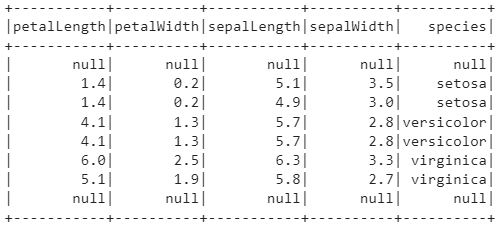 +-----------+----------+-----------+----------+----------+
|petalLength|petalWidth|sepalLength|sepalWidth|   species|
+-----------+----------+-----------+----------+----------+
|       null|      null|       null|      null|      null|
|        1.4|       0.2|        5.1|       3.5|    setosa|
|        1.4|       0.2|        4.9|       3.0|    setosa|
|        4.1|       1.3|        5.7|       2.8|versicolor|
|        4.1|       1.3|        5.7|       2.8|versicolor|
|        6.0|       2.5|        6.3|       3.3| virginica|
|        5.1|       1.9|        5.8|       2.7| virginica|
|       null|      null|       null|      null|      null|
+-----------+----------+-----------+----------+----------+